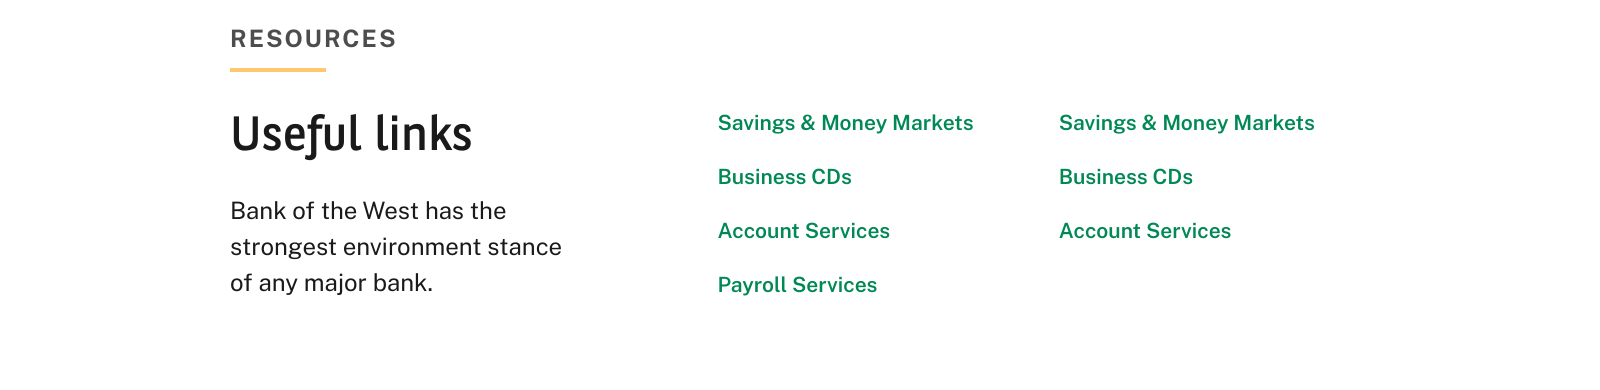 RESOURCES
Useful links
Bank of the West has the
strongest environment stance
of any major bank.
Savings & Money Markets
Business CDs
Account Services
Payroll Services
Savings & Money Markets
Business CDs
Account Services